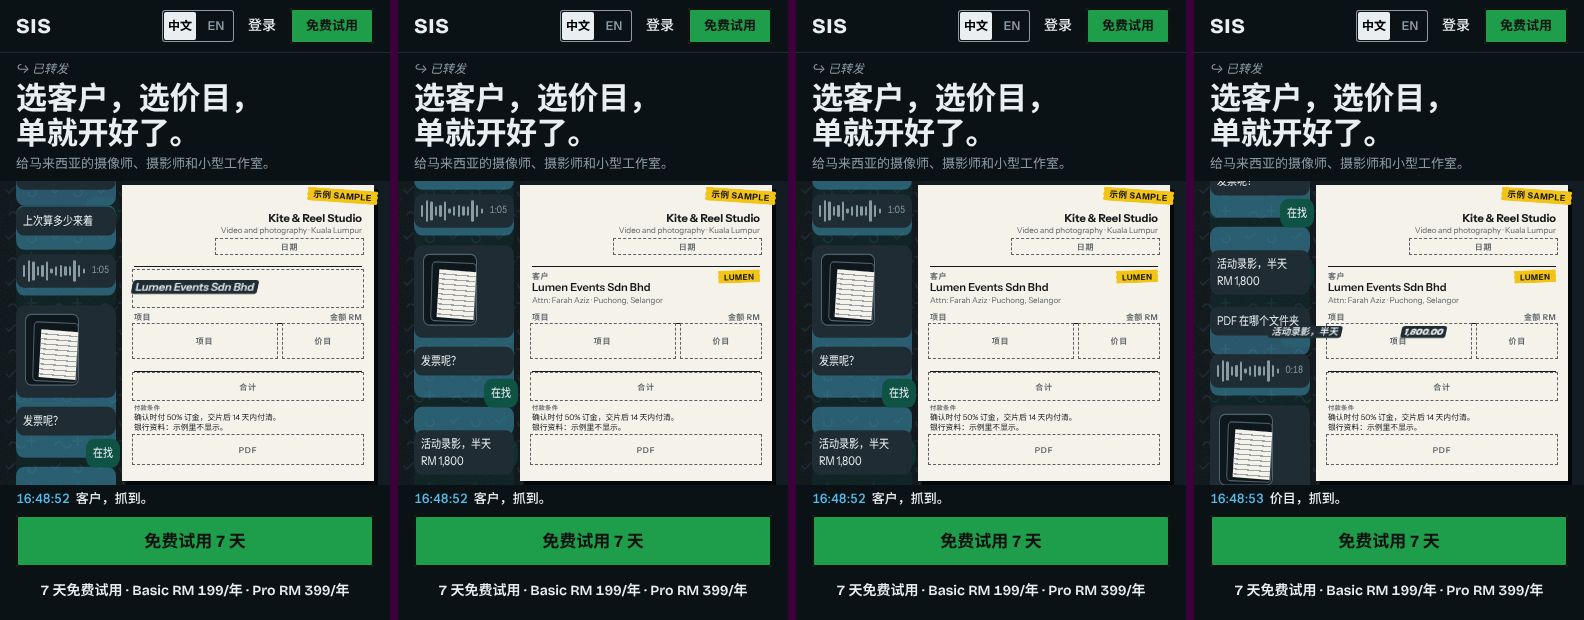 SIS
中文 EN 登录 免费试用
↪ 已转发
选客户，选价目，
单就开好了。
给马来西亚的摄像师、摄影师和小型工作室。
上次算多少来着
1:05
发票呢？
在找
示例 SAMPLE
Kite & Reel Studio
Video and photography · Kuala Lumpur
日期
Lumen Events Sdn Bhd
项目 金额 RM
项目 价目
合计
付款条件
确认时付 50% 订金，交片后 14 天内付清。
银行资料：示例里不显示。
PDF
16:48:52 客户，抓到。
免费试用 7 天
7 天免费试用 · Basic RM 199/年 · Pro RM 399/年
SIS
中文 EN 登录 免费试用
↪ 已转发
选客户，选价目，
单就开好了。
给马来西亚的摄像师、摄影师和小型工作室。
1:05
发票呢？
在找
活动录影，半天
RM 1,800
示例 SAMPLE
Kite & Reel Studio
Video and photography · Kuala Lumpur
日期
客户 LUMEN
Lumen Events Sdn Bhd
Attn: Farah Aziz · Puchong, Selangor
项目 金额 RM
项目 价目
合计
付款条件
确认时付 50% 订金，交片后 14 天内付清。
银行资料：示例里不显示。
PDF
16:48:52 客户，抓到。
免费试用 7 天
7 天免费试用 · Basic RM 199/年 · Pro RM 399/年
SIS
中文 EN 登录 免费试用
↪ 已转发
选客户，选价目，
单就开好了。
给马来西亚的摄像师、摄影师和小型工作室。
1:05
发票呢？
在找
活动录影，半天
RM 1,800
示例 SAMPLE
Kite & Reel Studio
Video and photography · Kuala Lumpur
日期
客户 LUMEN
Lumen Events Sdn Bhd
Attn: Farah Aziz · Puchong, Selangor
项目 金额 RM
项目 价目
合计
付款条件
确认时付 50% 订金，交片后 14 天内付清。
银行资料：示例里不显示。
PDF
16:48:52 客户，抓到。
免费试用 7 天
7 天免费试用 · Basic RM 199/年 · Pro RM 399/年
SIS
中文 EN 登录 免费试用
↪ 已转发
选客户，选价目，
单就开好了。
给马来西亚的摄像师、摄影师和小型工作室。
发票呢？
在找
活动录影，半天
RM 1,800
PDF 在哪个文件夹
0:18
示例 SAMPLE
Kite & Reel Studio
Video and photography · Kuala Lumpur
日期
客户 LUMEN
Lumen Events Sdn Bhd
Attn: Farah Aziz · Puchong, Selangor
项目 金额 RM
活动录影，半天 1,800.00
项目 价目
合计
付款条件
确认时付 50% 订金，交片后 14 天内付清。
银行资料：示例里不显示。
PDF
16:48:53 价目，抓到。
免费试用 7 天
7 天免费试用 · Basic RM 199/年 · Pro RM 399/年